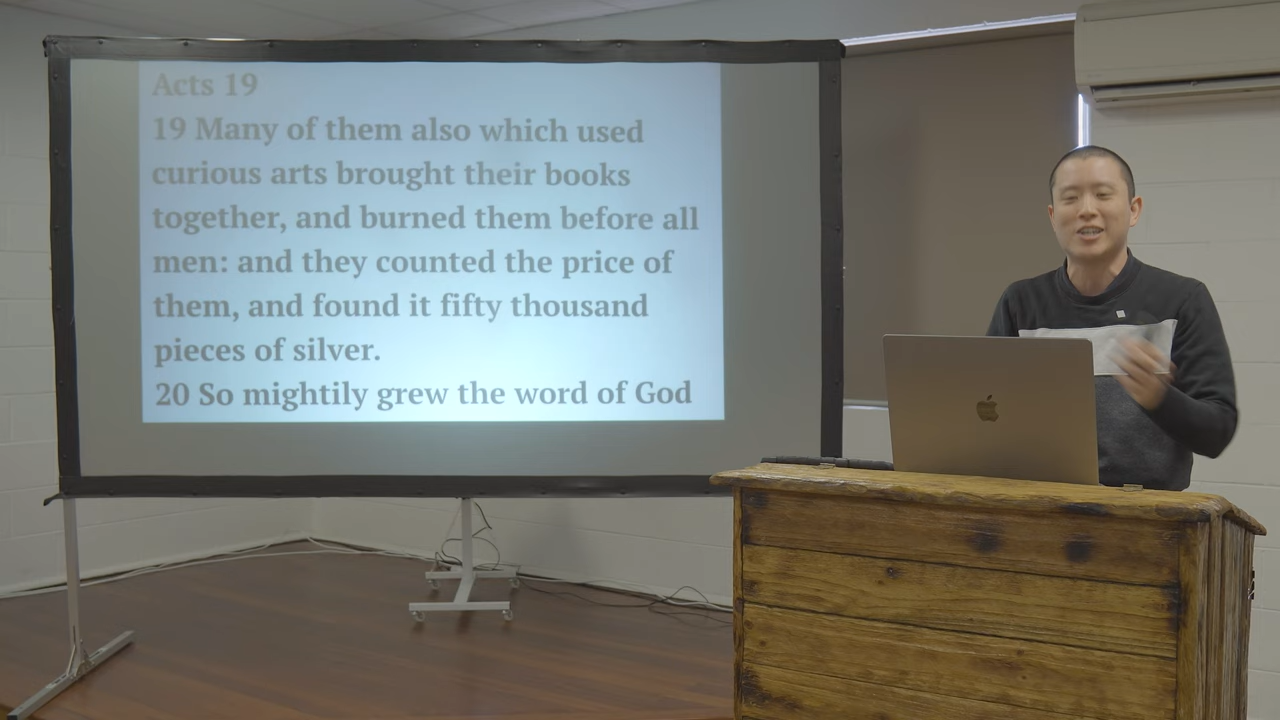 Acts 19
19 Many of them also which used
curious arts brought their books
together, and burned them before all
men: and they counted the price of
them, and found it fifty thousand
pieces of silver.
20 So mightily grew the word of God